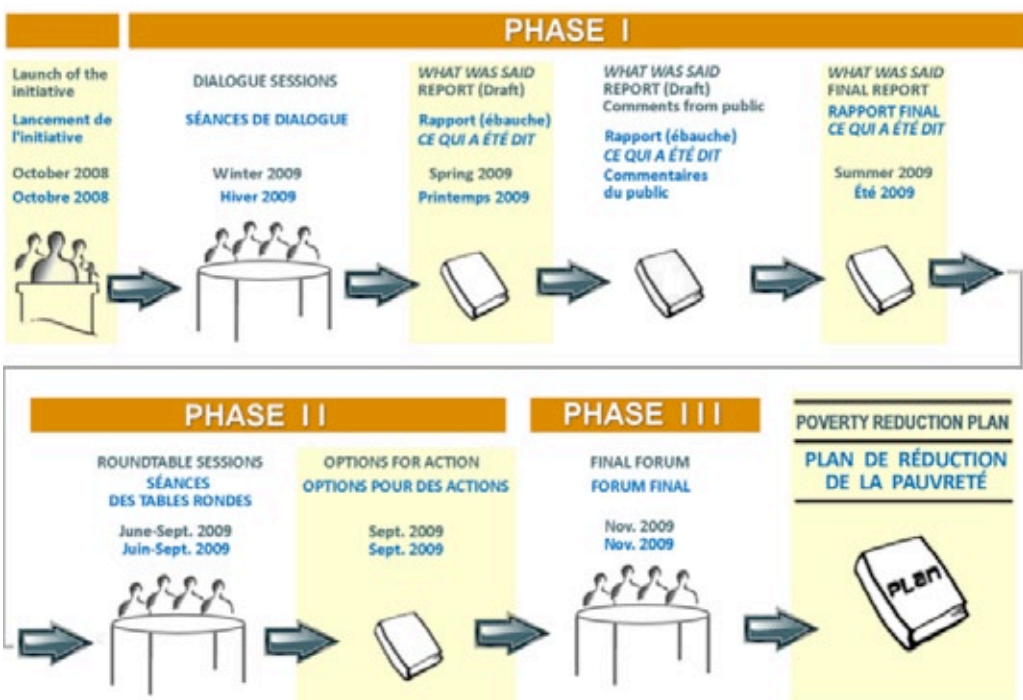 PHASE I
Launch of the
initiative
Lancement de
l'initiative
October 2008
Octobre 2008
DIALOGUE SESSIONS
SÉANCES DE DIALOGUE
Winter 2009
Hiver 2009
WHAT WAS SAID
REPORT (Draft)
Rapport (ébauche)
CE QUI A ÉTÉ DIT
Spring 2009
Printemps 2009
WHAT WAS SAID
REPORT (Draft)
Comments from public
Rapport (ébauche)
CE QUI A ÉTÉ DIT
Commentaires
du public
WHAT WAS SAID
FINAL REPORT
RAPPORT FINAL
CE QUI A ÉTÉ DIT
Summer 2009
Été 2009
PHASE II
ROUNDTABLE SESSIONS
SÉANCES
DES TABLES RONDES
June-Sept. 2009
Juin-Sept. 2009
OPTIONS FOR ACTION
OPTIONS POUR DES ACTIONS
Sept. 2009
Sept. 2009
PHASE III
FINAL FORUM
FORUM FINAL
Nov. 2009
Nov. 2009
POVERTY REDUCTION PLAN
PLAN DE RÉDUCTION
DE LA PAUVRETÉ
PLan